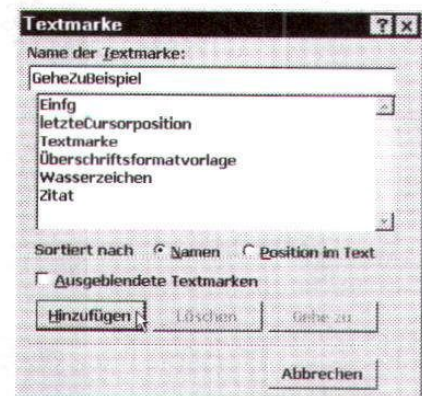 Textmarke
Name der Textmarke:
GeheZuBeispiel
Einfg
letzteCursorposition
Textmarke
Überschriftsformatvorlage
Wasserzeichen
Zitat
Sortiert nach Namen Position im Text
Ausgeblendete Textmarken
Hinzufügen Löschen Gehe zu
Abbrechen